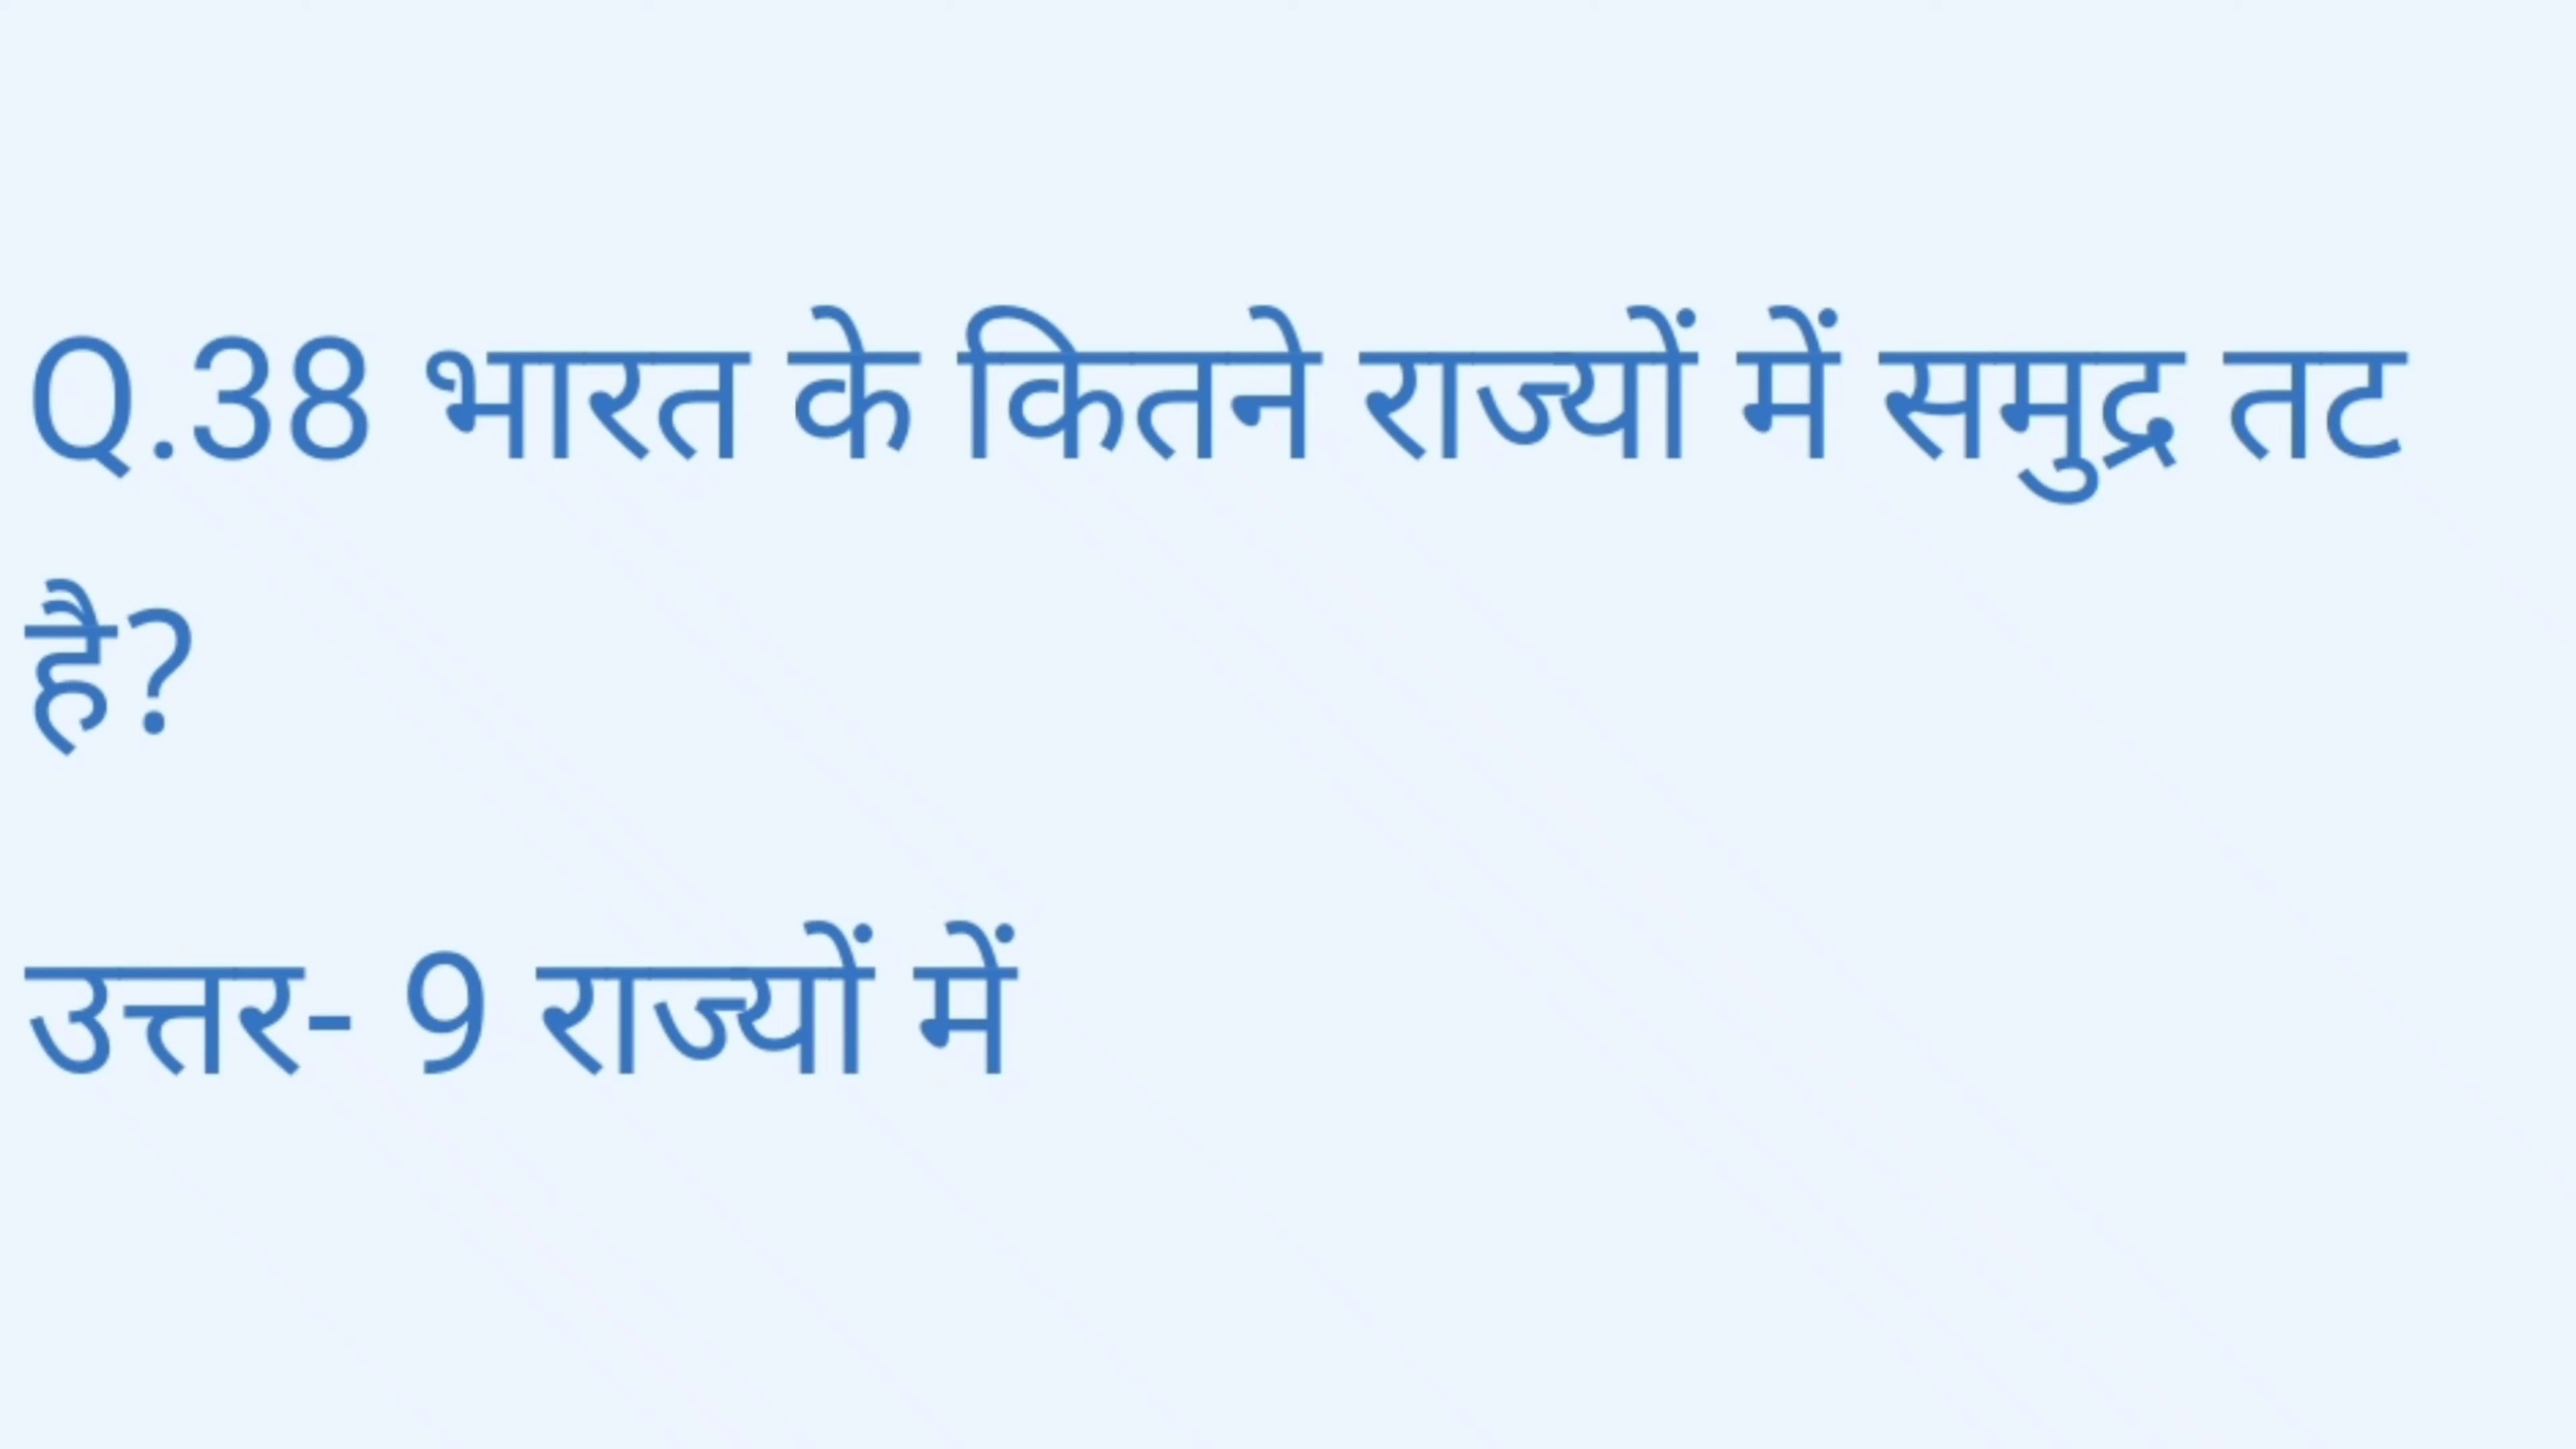 Q.38 भारत के कितने राज्यों में समुद्र तट
है?
उत्तर- 9 राज्यों में